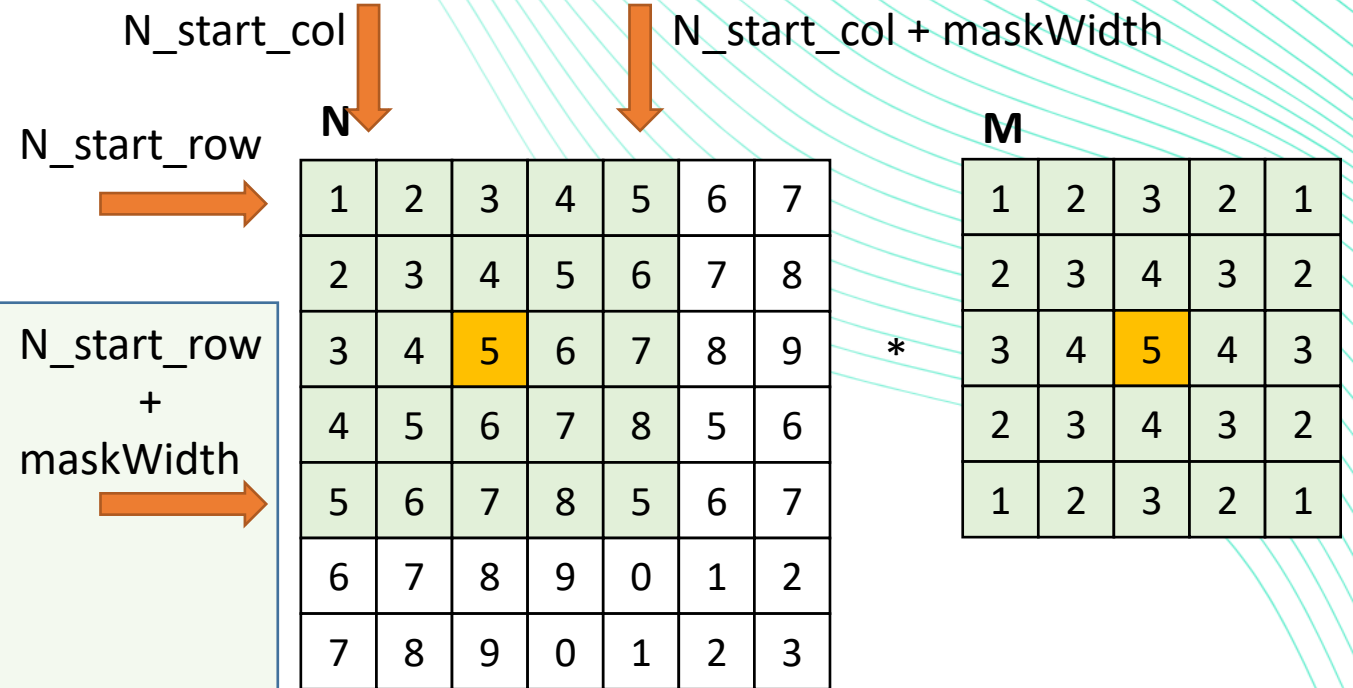 N_start_col
N_start_col + maskWidth
N_start_row
N
M
1 2 3 4 5 6 7
1 2 3 2 1
2 3 4 5 6 7 8
2 3 4 3 2
N_start_row
+
maskWidth
3 4 5 6 7 8 9
*
3 4 5 4 3
4 5 6 7 8 5 6
2 3 4 3 2
5 6 7 8 5 6 7
1 2 3 2 1
6 7 8 9 0 1 2
7 8 9 0 1 2 3